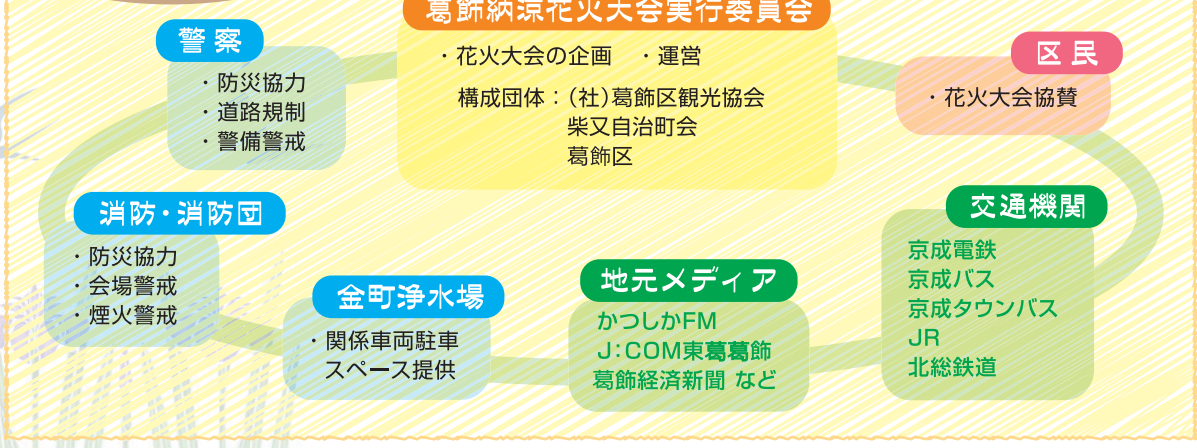 葛飾納涼花火大会実行委員会
・花火大会の企画 ・運営
構成団体：（社）葛飾区観光協会
柴又自治町会
葛飾区
警察
・防災協力
・道路規制
・警備警戒
区民
・花火大会協賛
消防・消防団
・防災協力
・会場警戒
・煙火警戒
金町浄水場
・関係車両駐車
スペース提供
地元メディア
かつしかFM
J：COM東葛葛飾
葛飾経済新聞 など
交通機関
京成電鉄
京成バス
京成タウンバス
JR
北総鉄道